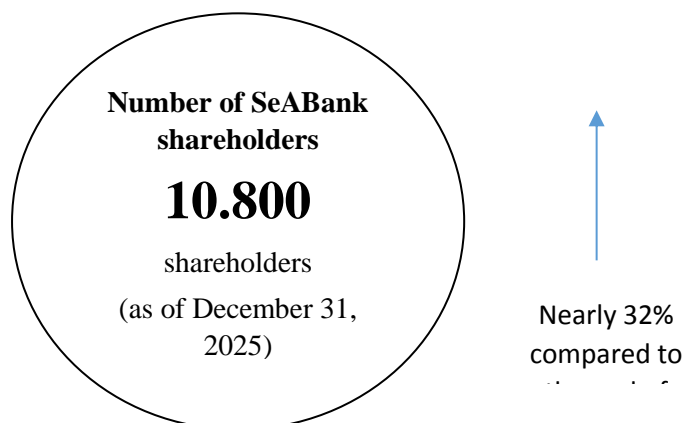 Number of SeABank
shareholders
10.800
shareholders
(as of December 31,
2025)
Nearly 32%
compared to